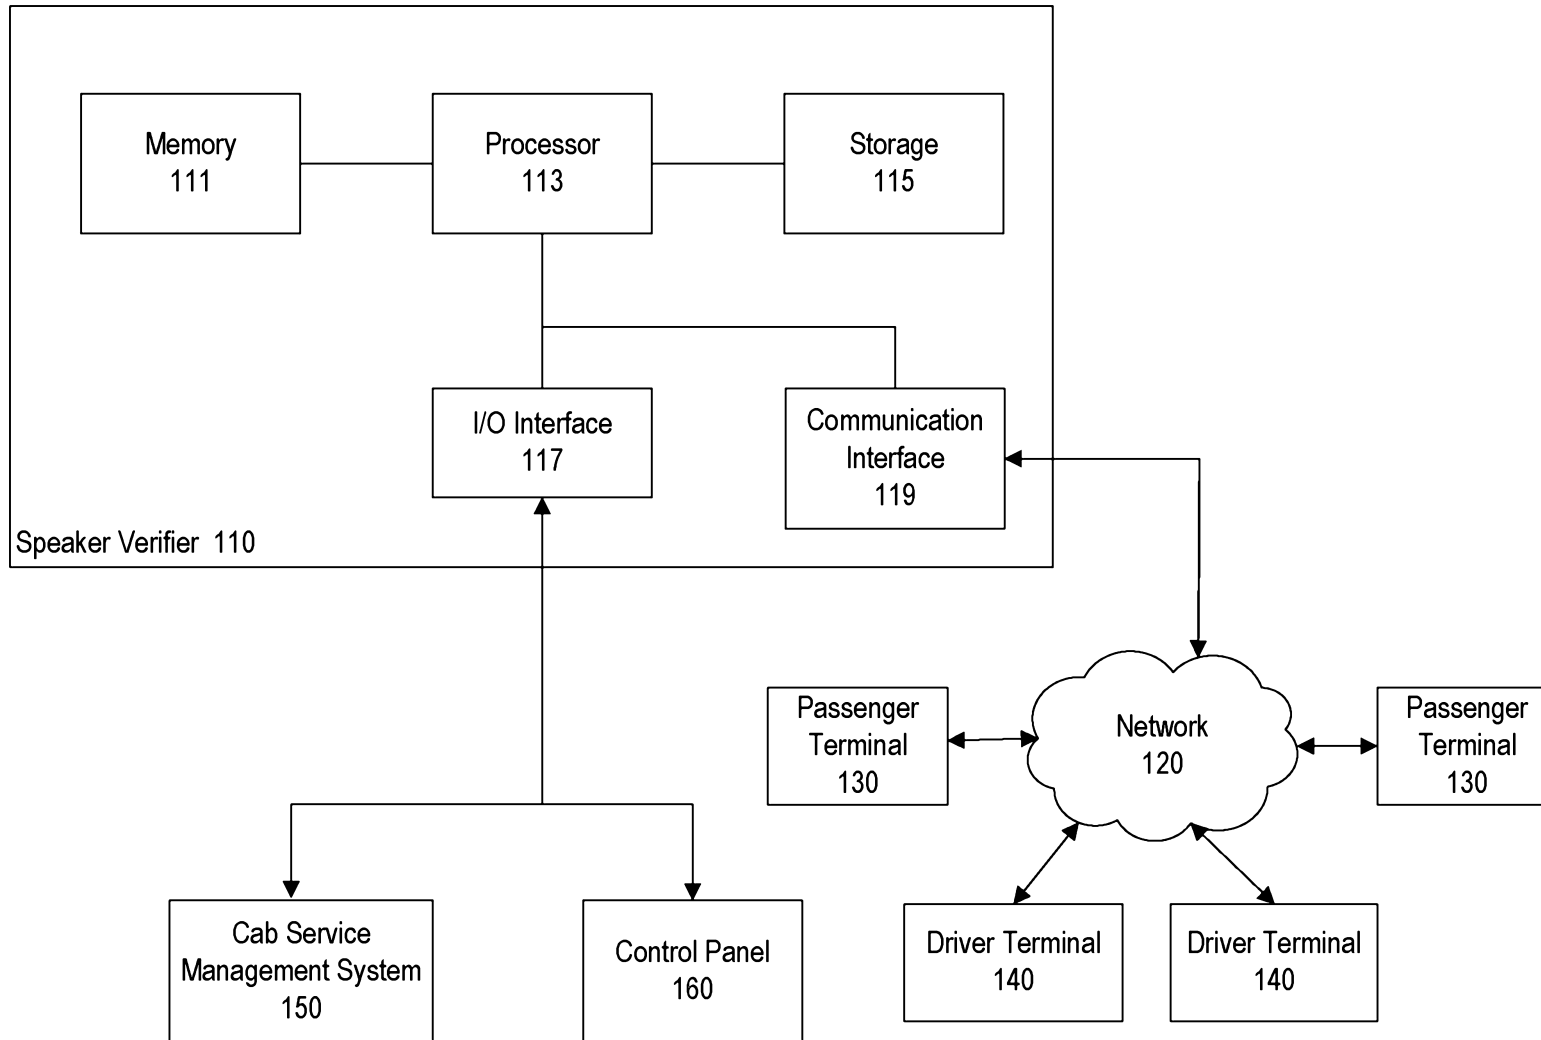 Memory
111
Processor
113
Storage
115
I/O Interface
117
Communication
Interface
119
Speaker Verifier 110
Passenger
Terminal
130
Network
120
Passenger
Terminal
130
Cab Service
Management System
150
Control Panel
160
Driver Terminal
140
Driver Terminal
140